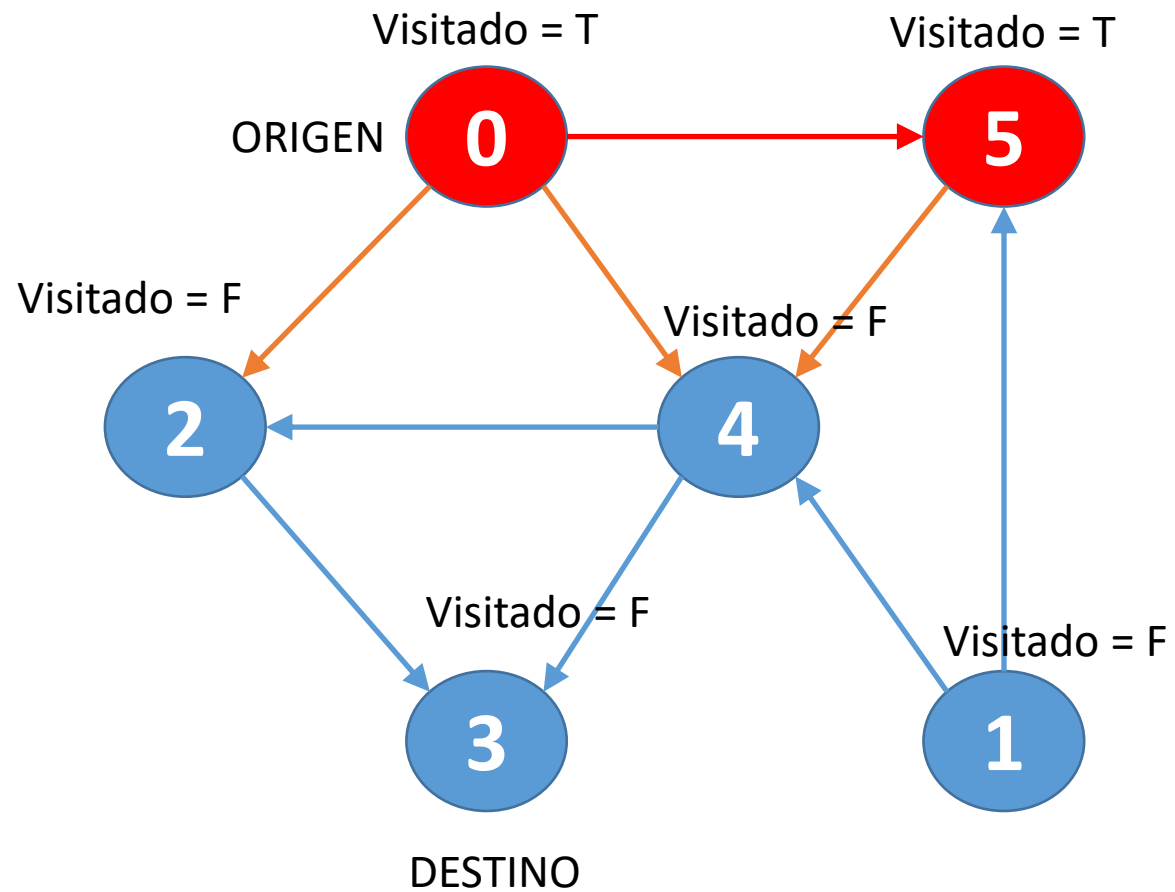 Visitado = T
Visitado = T
ORIGEN
0
5
Visitado = F
Visitado = F
2
4
Visitado = F
Visitado = F
3
1
DESTINO